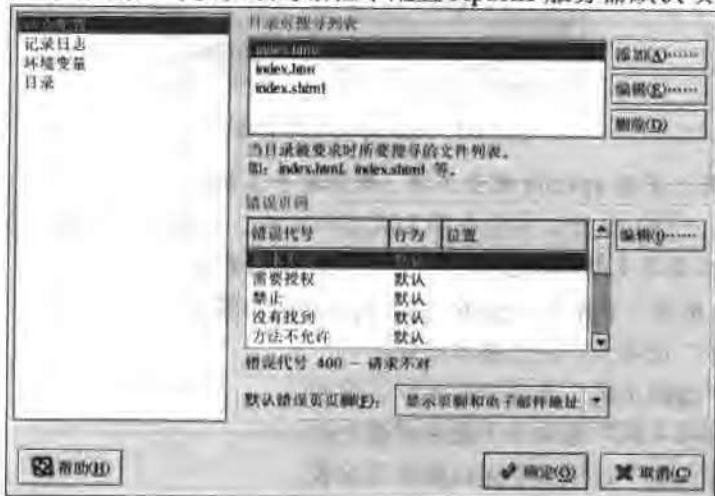 记录日志
环境变量
目录
目录页搜寻列表
index.html
index.htm
index.shtml
添加(A)······
编辑(E)······
删除(D)
当目录被要求时所要搜寻的文件列表。
如：index.html, index.shtml 等。
错误页码
错误代号 行为 位置
编辑(I)······
需要授权 默认
禁止 默认
没有找到 默认
方法不允许 默认
错误代号 400 - 请求不对
默认错误页页脚(F)： 显示页脚和电子邮件地址
帮助(H)
确定(O)
取消(C)